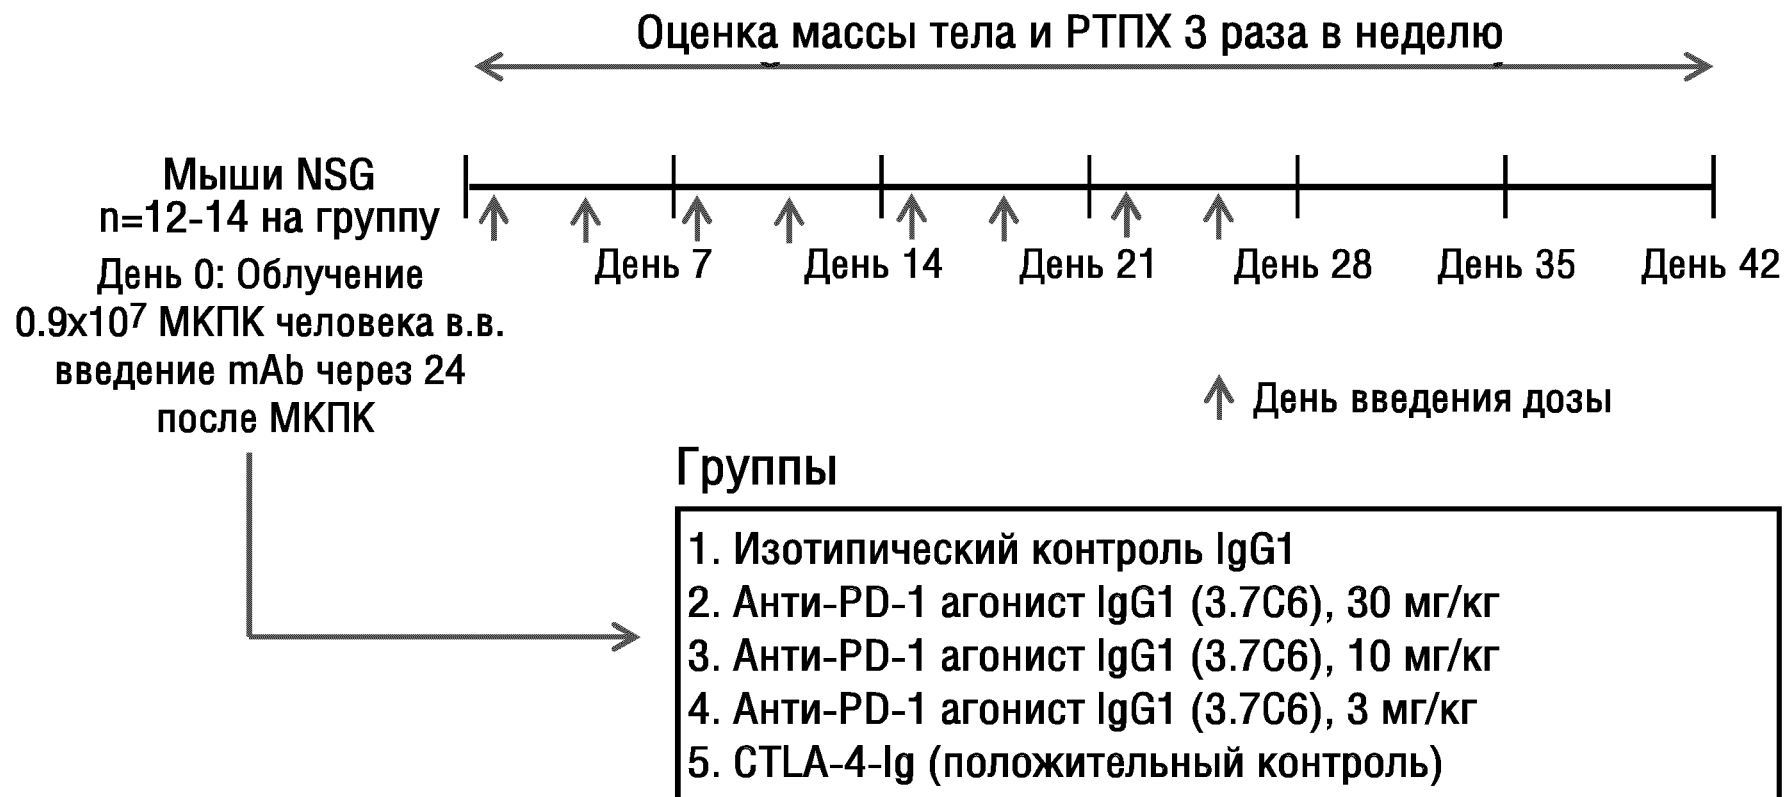 Оценка массы тела и РТПХ 3 раза в неделю
Мыши NSG
n=12-14 на группу
День 0: Облучение
0.9x10⁷ МКПК человека в.в.
введение mAb через 24
после МКПК
День 7
День 14
День 21
День 28
День 35
День 42
День введения дозы
Группы
1. Изотипический контроль IgG1
2. Анти-PD-1 агонист IgG1 (3.7C6), 30 мг/кг
3. Анти-PD-1 агонист IgG1 (3.7C6), 10 мг/кг
4. Анти-PD-1 агонист IgG1 (3.7C6), 3 мг/кг
5. CTLA-4-Ig (положительный контроль)